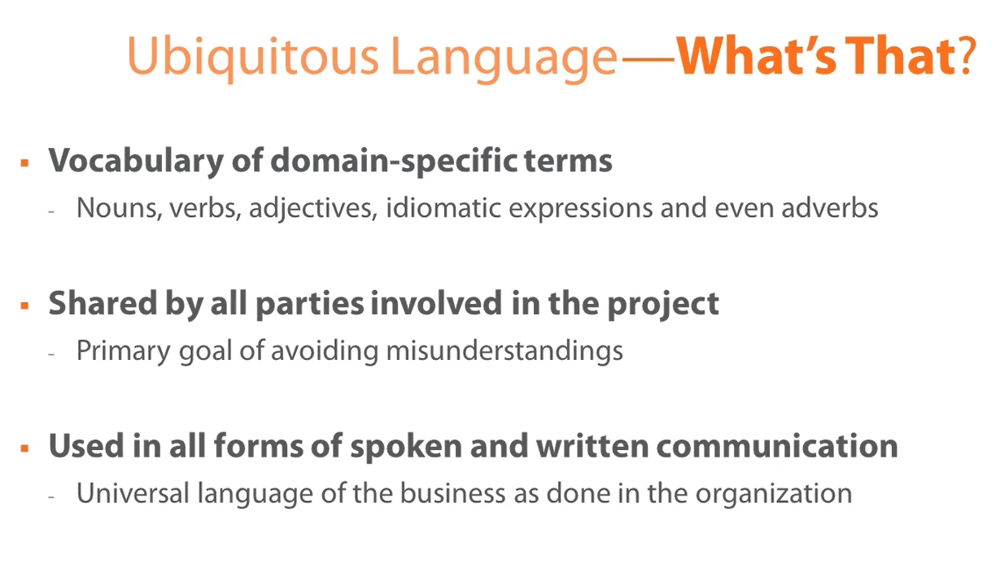 Ubiquitous Language—What's That?
▪ Vocabulary of domain-specific terms
- Nouns, verbs, adjectives, idiomatic expressions and even adverbs
▪ Shared by all parties involved in the project
- Primary goal of avoiding misunderstandings
▪ Used in all forms of spoken and written communication
- Universal language of the business as done in the organization